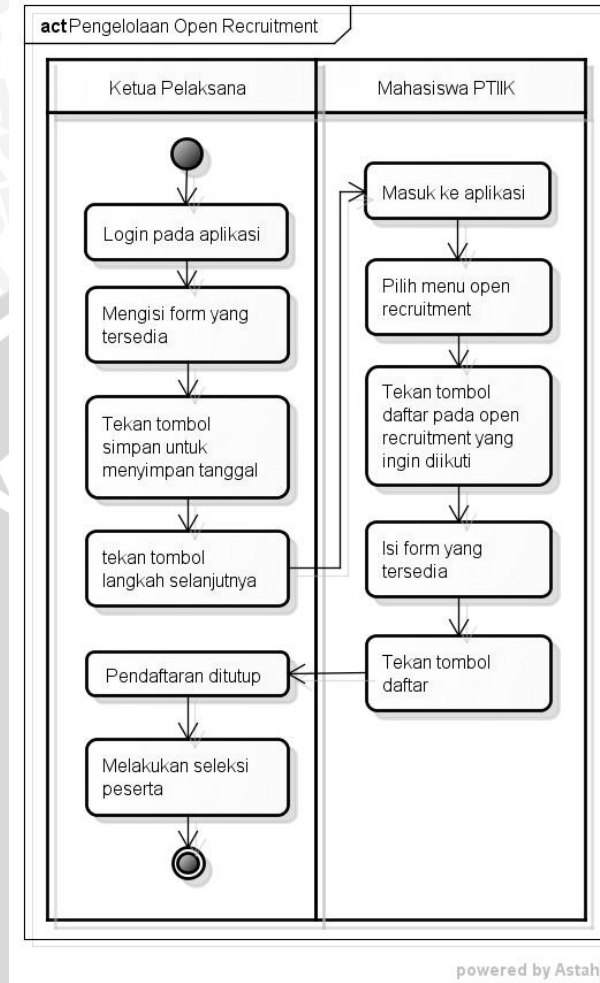 act Pengelolaan Open Recruitment
Ketua Pelaksana
Mahasiswa PTIIK
Login pada aplikasi
Mengisi form yang
tersedia
Tekan tombol
simpan untuk
menyimpan tanggal
tekan tombol
langkah selanjutnya
Masuk ke aplikasi
Pilih menu open
recruitment
Tekan tombol
daftar pada open
recruitment yang
ingin diikuti
Isi form yang
tersedia
Tekan tombol
daftar
Pendaftaran ditutup
Melakukan seleksi
peserta
powered by Astah